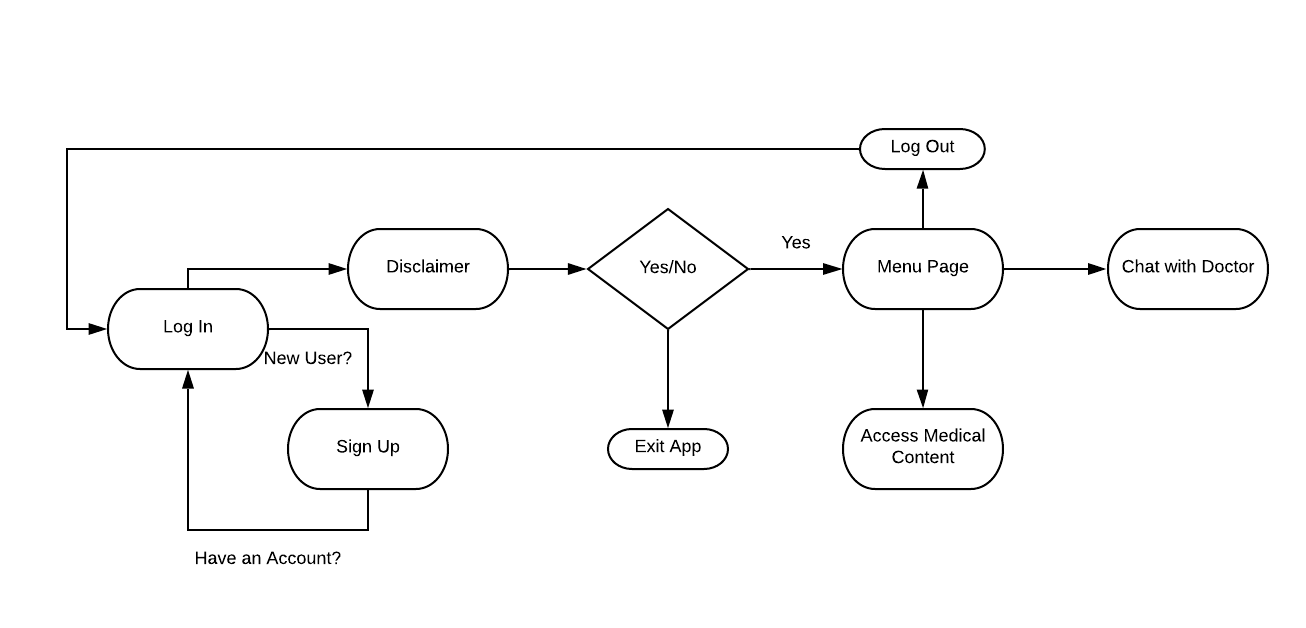 Log Out
Yes
Disclaimer
Yes/No
Menu Page
Chat with Doctor
Log In
New User?
Sign Up
Exit App
Access Medical
Content
Have an Account?